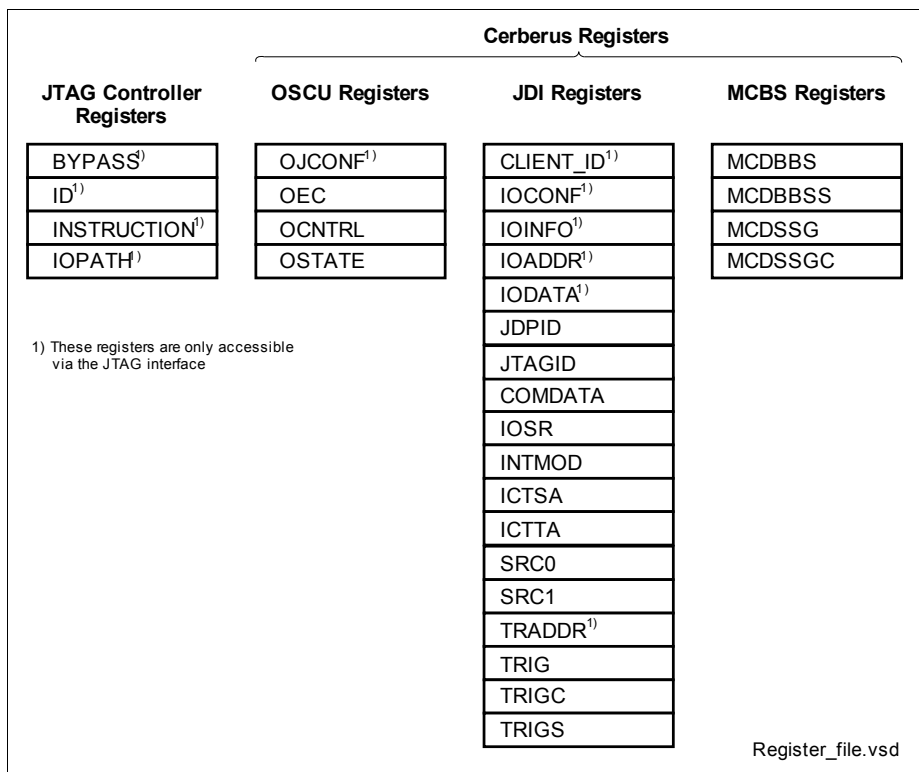 Cerberus Registers
JTAG Controller
Registers
OSCU Registers
JDI Registers
MCBS Registers
BYPASS1)
ID1)
INSTRUCTION1)
IOPATH1)
1) These registers are only accessible
via the JTAG interface
OJCONF1)
OEC
OCNTRL
OSTATE
CLIENT_ID1)
IOCONF1)
IOINFO1)
IOADDR1)
IODATA1)
JDPID
JTAGID
COMDATA
IOSR
INTMOD
ICTSA
ICTTA
SRC0
SRC1
TRADDR1)
TRIG
TRIGC
TRIGS
MCDBBS
MCDBBSS
MCDSSG
MCDSSGC
Register_file.vsd